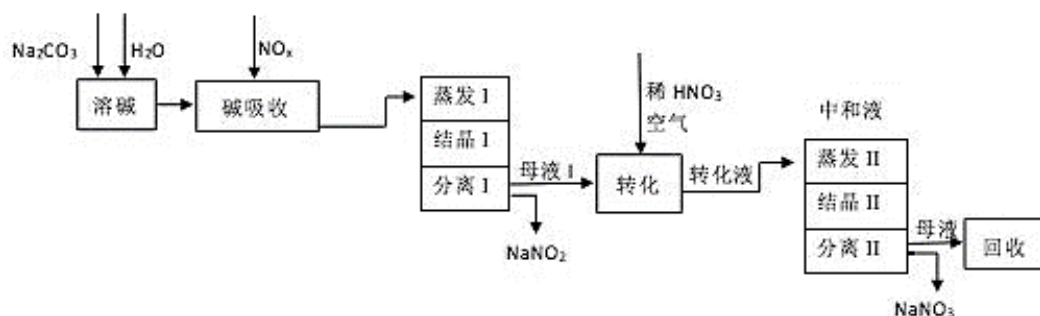 Na₂CO₃
H₂O
NOₓ
溶碱
碱吸收
蒸发 I
结晶 I
分离 I
母液 I
NaNO₂
稀 HNO₃
空气
转化
转化液
中和液
蒸发 II
结晶 II
分离 II
母液
回收
NaNO₃